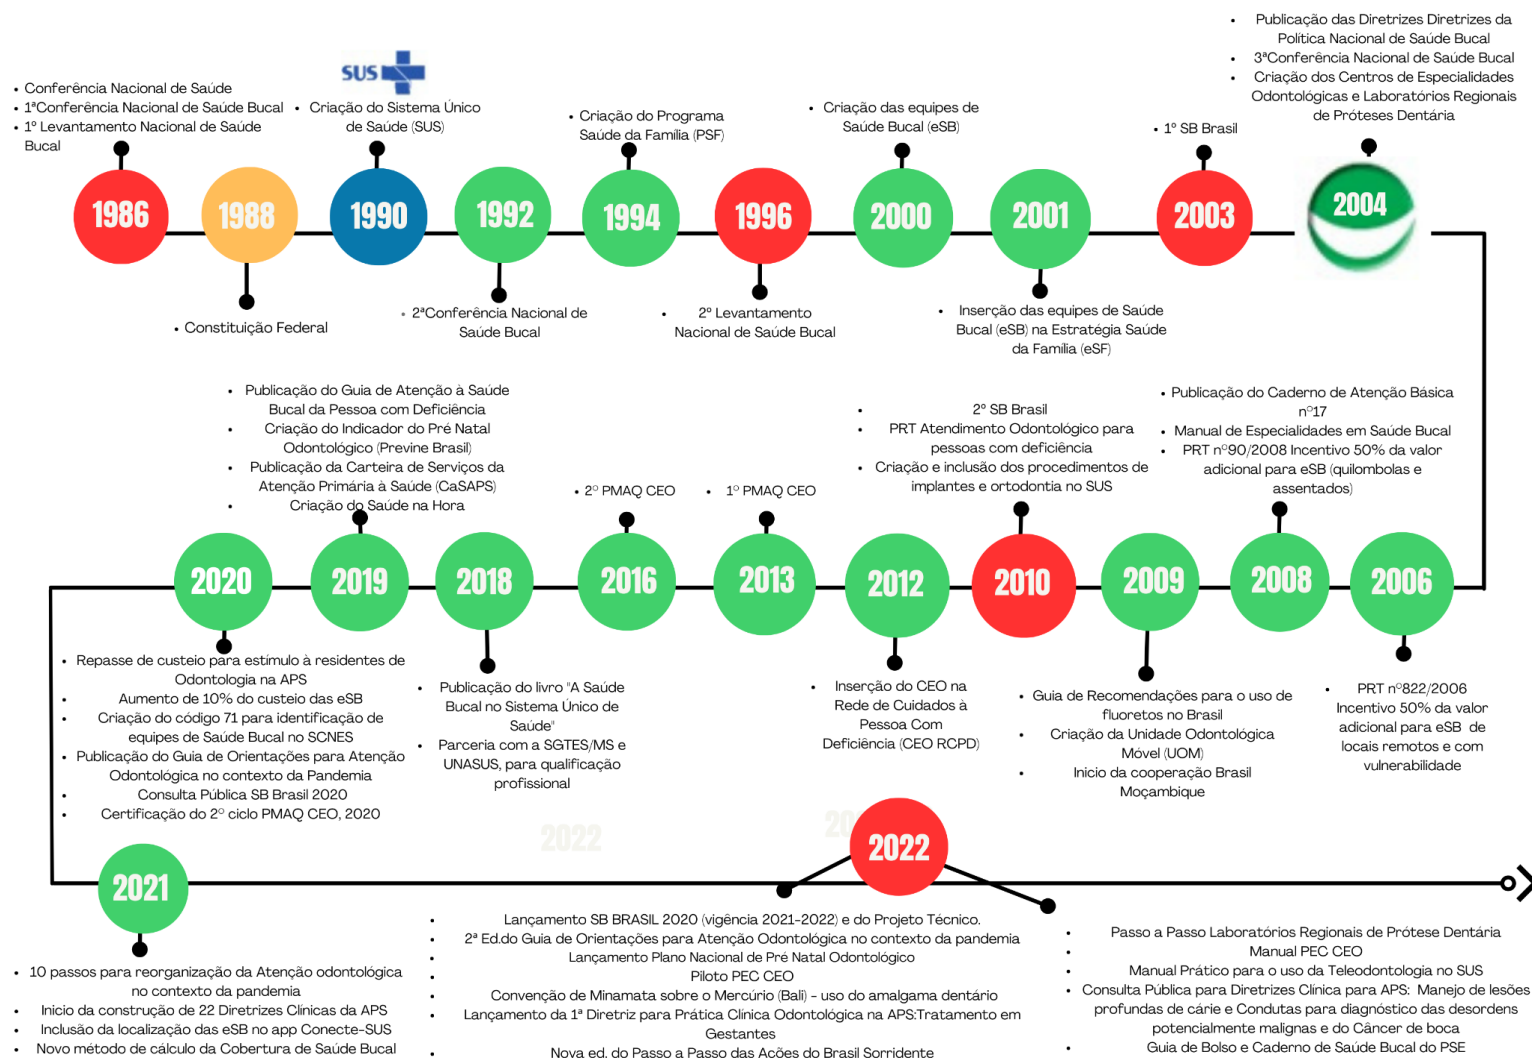 • Conferência Nacional de Saúde
• 1ªConferência Nacional de Saúde Bucal
• 1º Levantamento Nacional de Saúde
Bucal
1986
1988
• Constituição Federal
SUS
• Criação do Sistema Único
de Saúde (SUS)
1990
1992
• 2ªConferência Nacional de
Saúde Bucal
• Criação do Programa
Saúde da Família (PSF)
1994
1996
• 2º Levantamento
Nacional de Saúde Bucal
• Criação das equipes de
Saúde Bucal (eSB)
2000
2001
• Inserção das equipes de Saúde
Bucal (eSB) na Estratégia Saúde
da Família (eSF)
• 1º SB Brasil
2003
• Publicação das Diretrizes Diretrizes da
Política Nacional de Saúde Bucal
• 3ªConferência Nacional de Saúde Bucal
• Criação dos Centros de Especialidades
Odontológicas e Laboratórios Regionais
de Próteses Dentária
2004
2006
• PRT nº822/2006
Incentivo 50% da valor
adicional para eSB de
locais remotos e com
vulnerabilidade
• Publicação do Caderno de Atenção Básica
nº17
• Manual de Especialidades em Saúde Bucal
• PRT nº90/2008 Incentivo 50% da valor
adicional para eSB (quilombolas e
assentados)
2008
2009
• Guia de Recomendações para o uso de
fluoretos no Brasil
• Criação da Unidade Odontológica
Móvel (UOM)
• Inicio da cooperação Brasil
Moçambique
• 2º SB Brasil
• PRT Atendimento Odontológico para
pessoas com deficiência
• Criação e inclusão dos procedimentos de
implantes e ortodontia no SUS
2010
2012
• Inserção do CEO na
Rede de Cuidados à
Pessoa Com
Deficiência (CEO RCPD)
• 1º PMAQ CEO
2013
• 2º PMAQ CEO
2016
2018
• Publicação do livro "A Saúde
Bucal no Sistema Único de
Saúde"
• Parceria com a SGTES/MS e
UNASUS, para qualificação
profissional
• Publicação do Guia de Atenção à Saúde
Bucal da Pessoa com Deficiência
• Criação do Indicador do Pré Natal
Odontológico (Previne Brasil)
• Publicação da Carteira de Serviços da
Atenção Primária à Saúde (CaSAPS)
• Criação do Saúde na Hora
2019
2020
• Repasse de custeio para estímulo à residentes de
Odontologia na APS
• Aumento de 10% do custeio das eSB
• Criação do código 71 para identificação de
equipes de Saúde Bucal no SCNES
• Publicação do Guia de Orientações para Atenção
Odontológica no contexto da Pandemia
• Consulta Pública SB Brasil 2020
• Certificação do 2º ciclo PMAQ CEO, 2020
2021
• 10 passos para reorganização da Atenção odontológica
no contexto da pandemia
• Inicio da construção de 22 Diretrizes Clínicas da APS
• Inclusão da localização das eSB no app Conecte-SUS
• Novo método de cálculo da Cobertura de Saúde Bucal
2022
20
2022
• Lançamento SB BRASIL 2020 (vigência 2021-2022) e do Projeto Técnico.
• 2ª Ed.do Guia de Orientações para Atenção Odontológica no contexto da pandemia
• Lançamento Plano Nacional de Pré Natal Odontológico
• Piloto PEC CEO
• Convenção de Minamata sobre o Mercúrio (Bali) - uso do amalgama dentário
• Lançamento da 1ª Diretriz para Prática Clínica Odontológica na APS:Tratamento em
Gestantes
• Nova ed. do Passo a Passo das Ações do Brasil Sorridente
• Passo a Passo Laboratórios Regionais de Prótese Dentária
• Manual PEC CEO
• Manual Prático para o uso da Teleodontologia no SUS
• Consulta Pública para Diretrizes Clínica para APS: Manejo de lesões
profundas de cárie e Condutas para diagnóstico das desordens
potencialmente malignas e do Câncer de boca
• Guia de Bolso e Caderno de Saúde Bucal do PSE